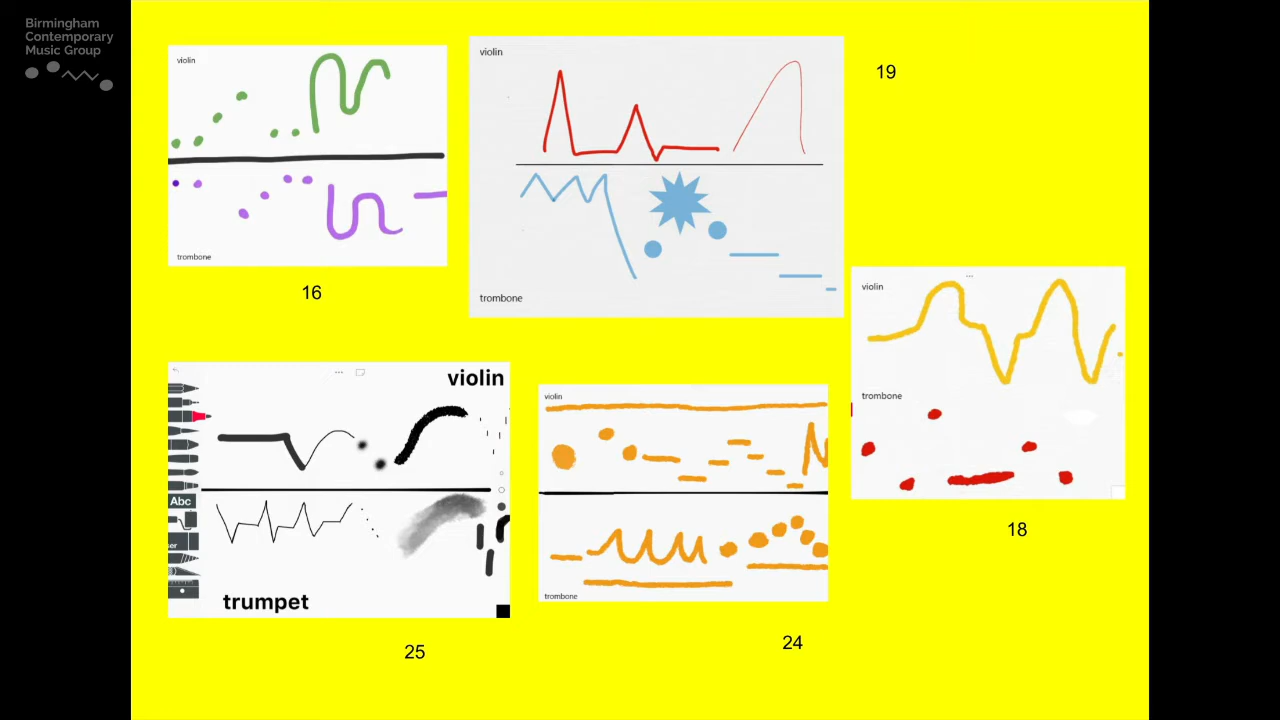 Birmingham
Contemporary
Music Group
violin
trombone
16
violin
trombone
19
violin
trombone
18
violin
Abc
ser
trumpet
25
violin
trombone
24